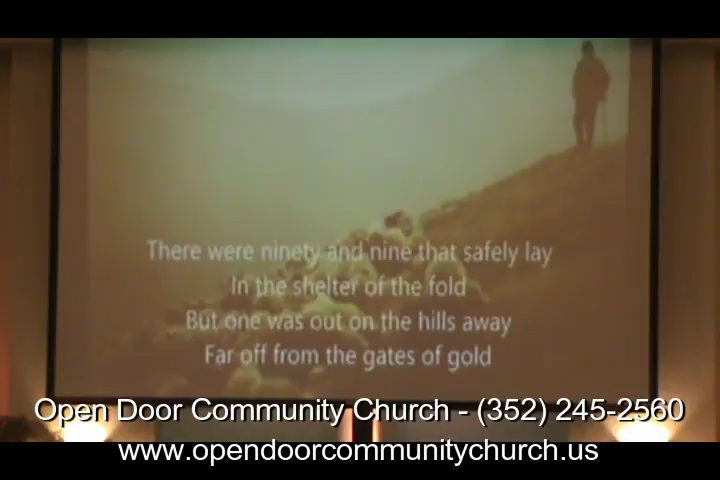 There were ninety and nine that safely lay
In the shelter of the fold
But one was out on the hills away
Far off from the gates of gold
Open Door Community Church - (352) 245-2560
www.opendoorcommunitychurch.us